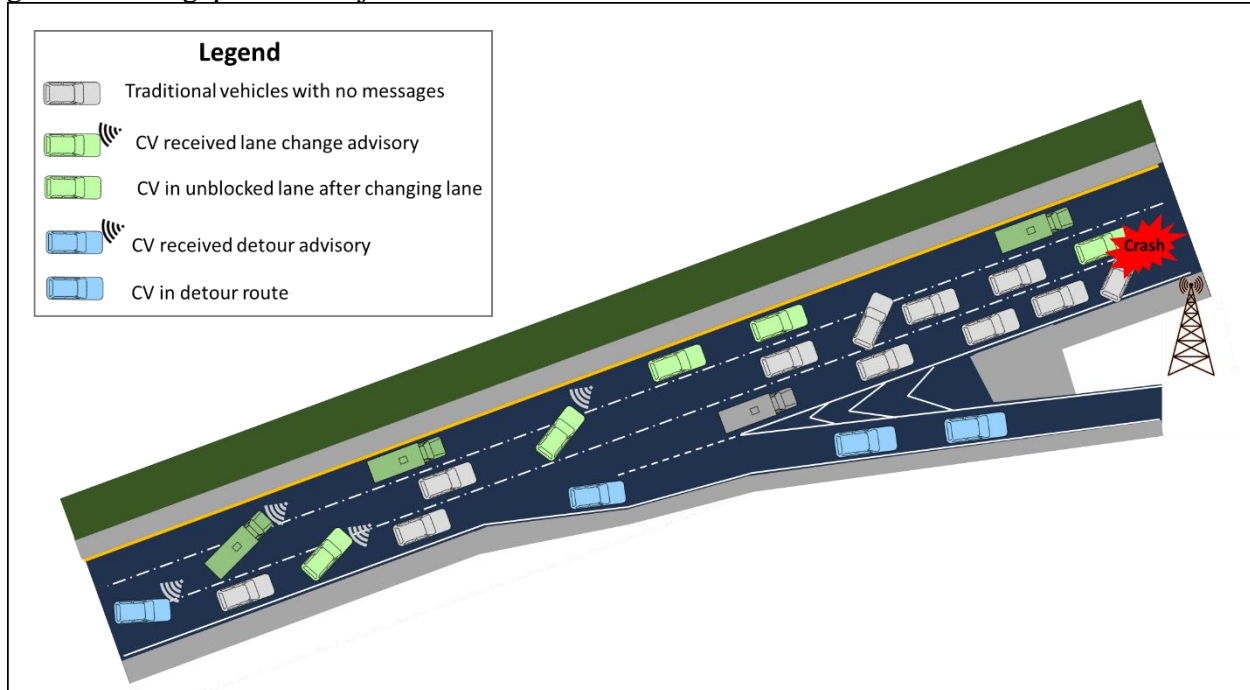 Legend
Traditional vehicles with no messages
CV received lane change advisory
CV in unblocked lane after changing lane
CV received detour advisory
CV in detour route
Crash